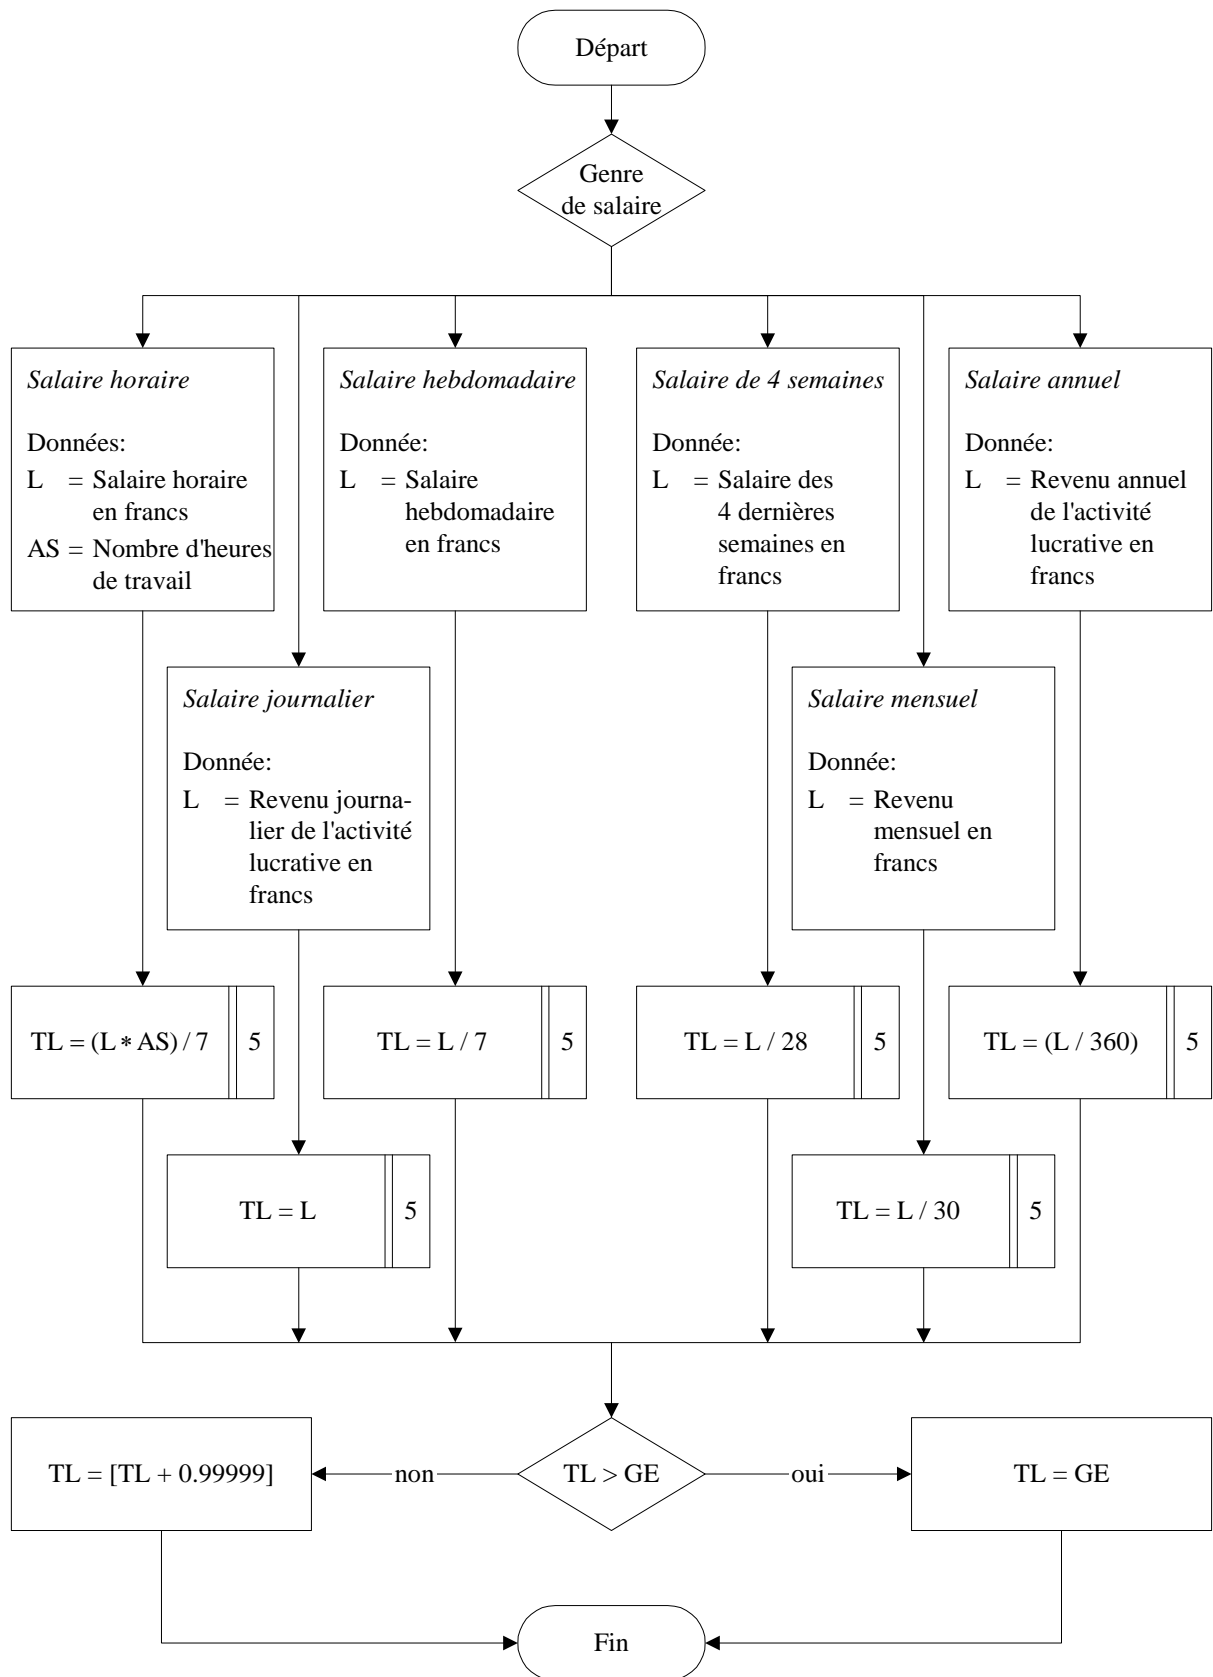 Départ
Genre
de salaire
Salaire horaire
Données:
L = Salaire horaire
en francs
AS = Nombre d'heures
de travail
Salaire hebdomadaire
Donnée:
L = Salaire
hebdomadaire
en francs
Salaire de 4 semaines
Donnée:
L = Salaire des
4 dernières
semaines en
francs
Salaire annuel
Donnée:
L = Revenu annuel
de l'activité
lucrative en
francs
Salaire journalier
Donnée:
L = Revenu journa-
lier de l'activité
lucrative en
francs
Salaire mensuel
Donnée:
L = Revenu
mensuel en
francs
TL = (L * AS) / 7 5
TL = L / 7 5
TL = L / 28 5
TL = (L / 360) 5
TL = L 5
TL = L / 30 5
TL = [TL + 0.99999]
non
TL > GE
oui
TL = GE
Fin